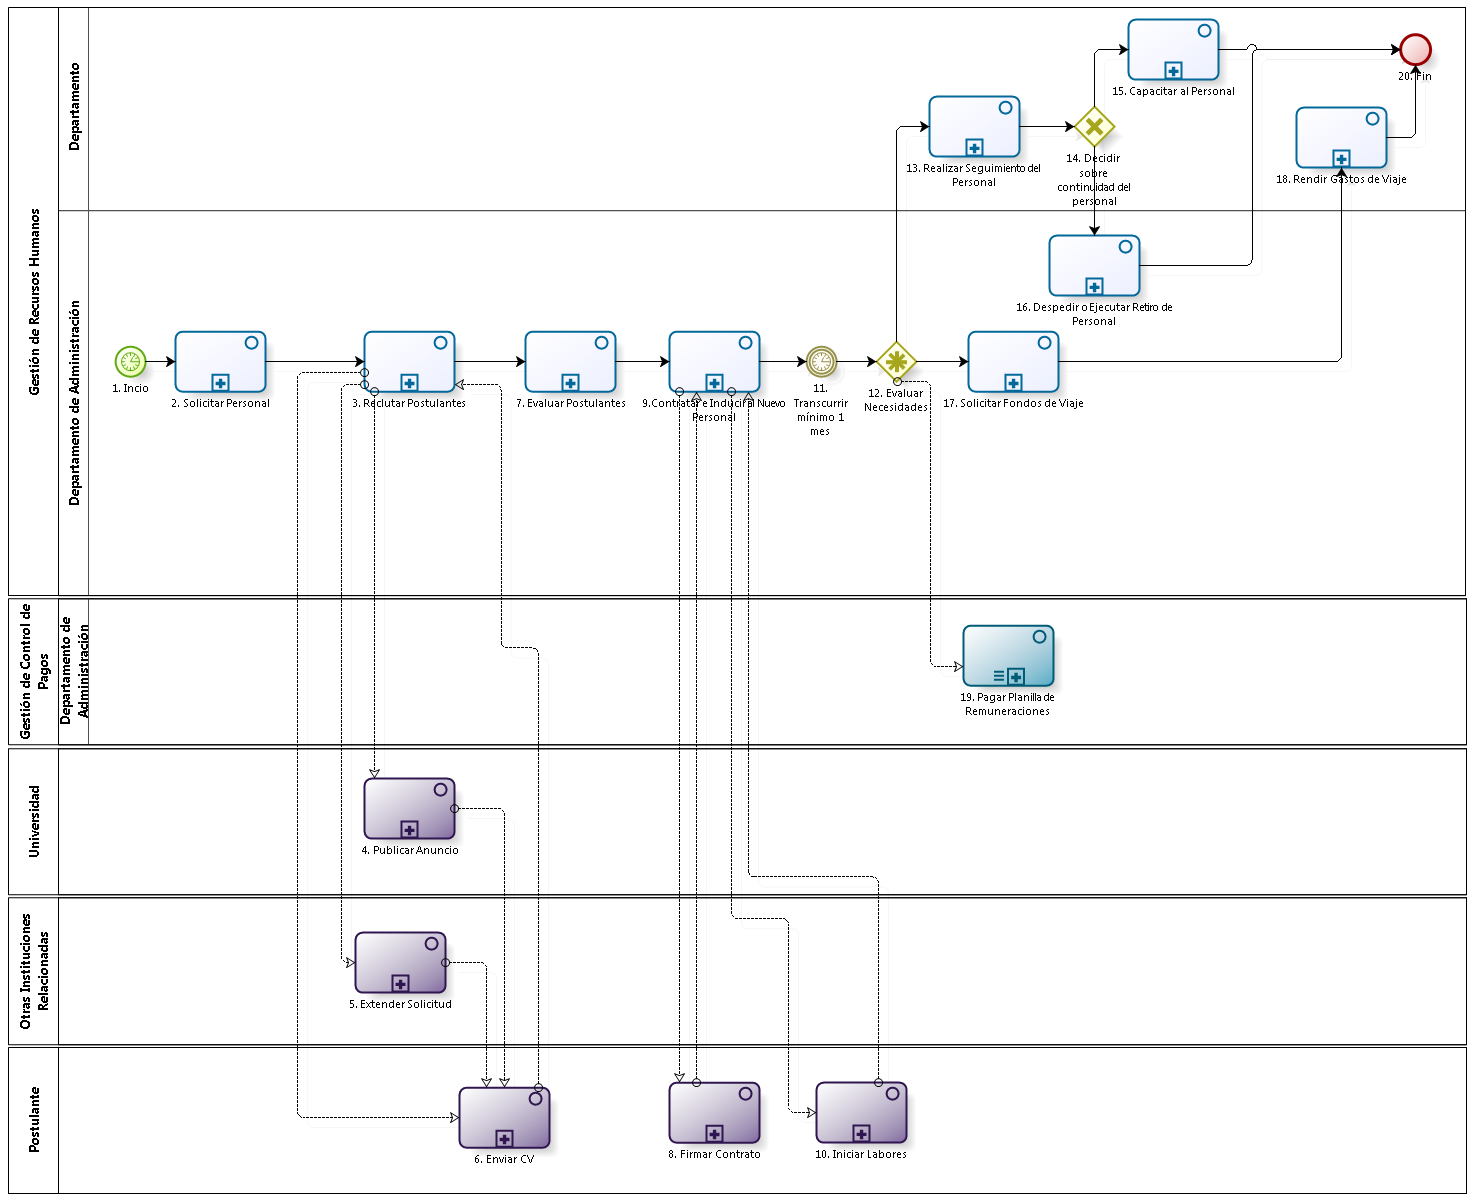 Gestión de Recursos Humanos
Departamento
15. Capacitar al Personal
20. Fin
13. Realizar Seguimiento del
Personal
14. Decidir
sobre
continuidad del
personal
18. Rendir Gastos de Viaje
Departamento de Administración
16. Despedir o Ejecutar Retiro de
Personal
1. Incio
2. Solicitar Personal
3. Reclutar Postulantes
7. Evaluar Postulantes
9.Contratar e Inducir al Nuevo
Personal
11.
Transcurrir
mínimo 1
mes
12. Evaluar
Necesidades
17. Solicitar Fondos de Viaje
Gestión de Control de
Pagos
Departamento de
Administración
19. Pagar Planilla de
Remuneraciones
Universidad
4. Publicar Anuncio
Otras Instituciones
Relacionadas
5. Extender Solicitud
Postulante
6. Enviar CV
8. Firmar Contrato
10. Iniciar Labores